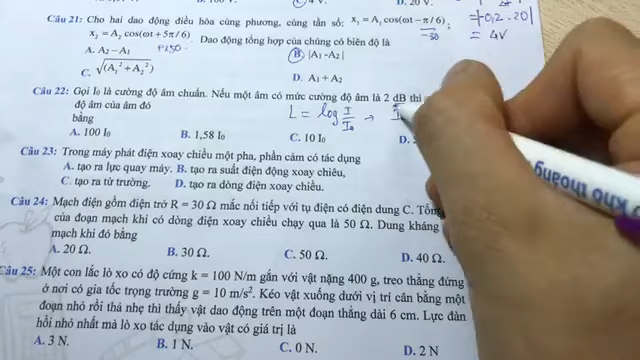 D. 20 V.
Câu 21: Cho hai dao động điều hòa cùng phương, cùng tần số: x₁ = A₁ cos(ωt - π/6) ;
x₂ = A₂ cos(ωt + 5π/6) Dao động tổng hợp của chúng có biên độ là
-30
+0,2.20|
= 4V
A. A₂ – A₁
B. |A₁ -A₂|
C. √(A₁² + A₂²)
D. A₁ + A₂
Câu 22: Gọi I₀ là cường độ âm chuẩn. Nếu một âm có mức cường độ âm là 2 dB thì
độ âm của âm đó
bằng
L = log I/I₀ →
A. 100 I₀
B. 1,58 I₀
C. 10 I₀
D.
Câu 23: Trong máy phát điện xoay chiều một pha, phần cảm có tác dụng
A. tạo ra lực quay máy. B. tạo ra suất điện động xoay chiều,
C. tạo ra từ trường. D. tạo ra dòng điện xoay chiều.
Câu 24: Mạch điện gồm điện trở R = 30 Ω mắc nối tiếp với tụ điện có điện dung C. Tổng
của đoạn mạch khi có dòng điện xoay chiều chạy qua là 50 Ω. Dung kháng
mạch khi đó bằng
A. 20 Ω.
B. 30 Ω.
C. 50 Ω.
D. 40 Ω.
Câu 25: Một con lắc lò xo có độ cứng k = 100 N/m gắn với vật nặng 400 g, treo thẳng đứng
ở nơi có gia tốc trọng trường g = 10 m/s². Kéo vật xuống dưới vị trí cân bằng một
đoạn nhỏ rồi thả nhẹ thì thấy vật dao động trên một đoạn thẳng dài 6 cm. Lực đàn
hồi nhỏ nhất mà lò xo tác dụng vào vật có giá trị là
A. 3 N.
B. 1 N.
C. 0 N.
D. 2 N